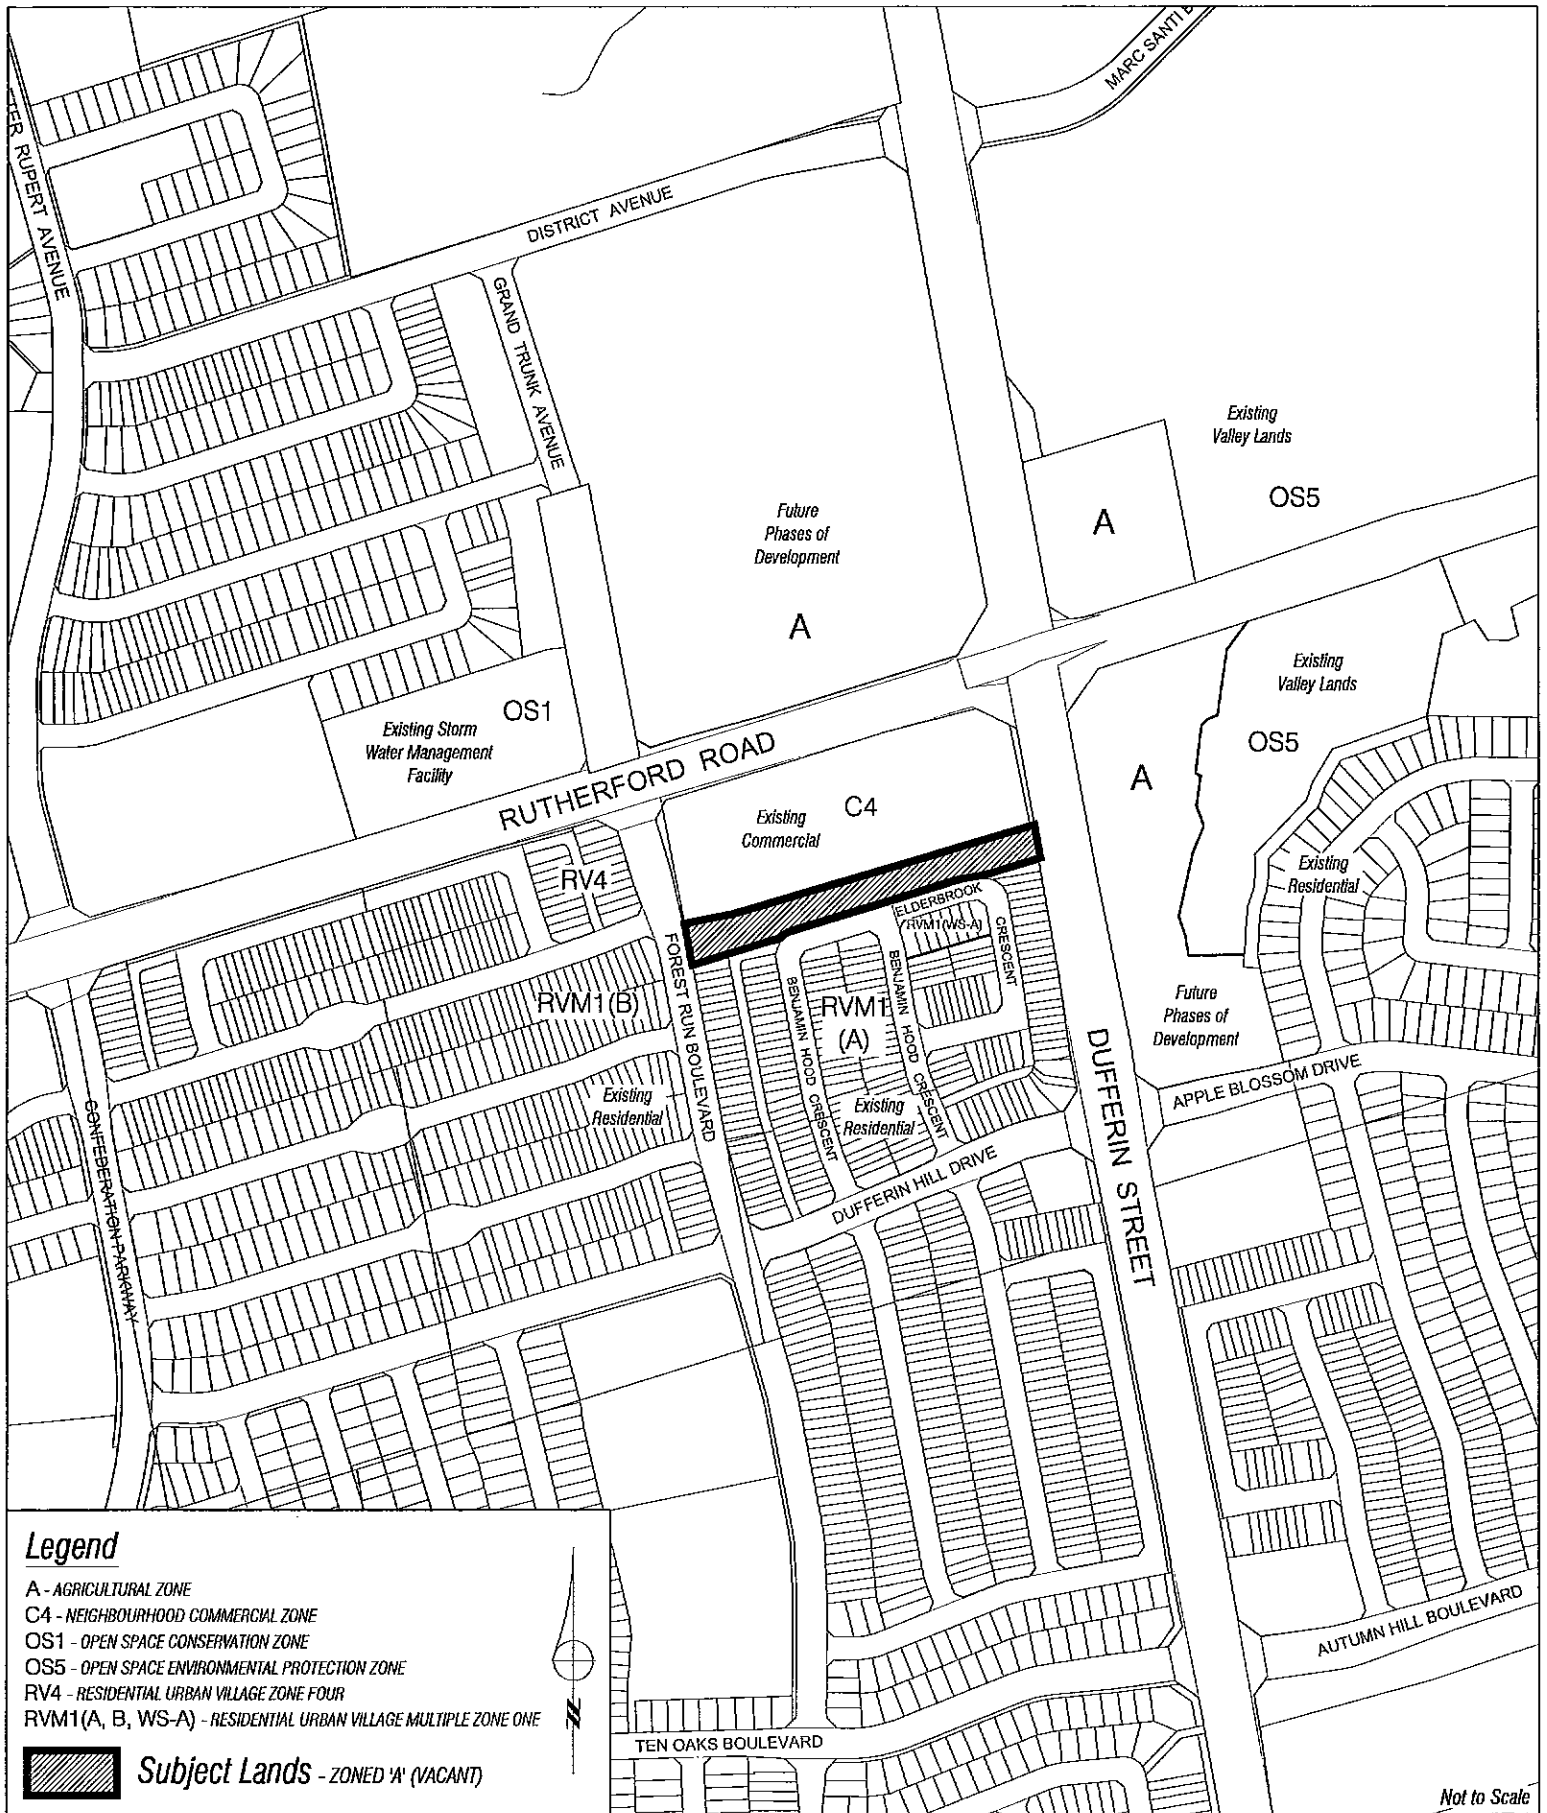 MARC SANTI B
TER RUPERT AVENUE
DISTRICT AVENUE
GRAND TRUNK AVENUE
Existing
Valley Lands
OS5
A
Future
Phases of
Development
A
Existing
Valley Lands
OS5
A
OS1
Existing Storm
Water Management
Facility
RUTHERFORD ROAD
Existing
Commercial
C4
RV4
Existing
Residential
ELDERBROOK
CRESCENT
RVM1(WS-A)
FOREST RUN BOULEVARD
RVM1(B)
BENJAMIN HOOD CRESCENT
RVM1
(A)
BENJAMIN HOOD CRESCENT
Future
Phases of
Development
DUFFERIN STREET
APPLE BLOSSOM DRIVE
Existing
Residential
Existing
Residential
CONFEDERATION PARKWAY
DUFFERIN HILL DRIVE
AUTUMN HILL BOULEVARD
TEN OAKS BOULEVARD
Legend
A - AGRICULTURAL ZONE
C4 - NEIGHBOURHOOD COMMERCIAL ZONE
OS1 - OPEN SPACE CONSERVATION ZONE
OS5 - OPEN SPACE ENVIRONMENTAL PROTECTION ZONE
RV4 - RESIDENTIAL URBAN VILLAGE ZONE FOUR
RVM1(A, B, WS-A) - RESIDENTIAL URBAN VILLAGE MULTIPLE ZONE ONE
N
Subject Lands - ZONED 'A' (VACANT)
Not to Scale